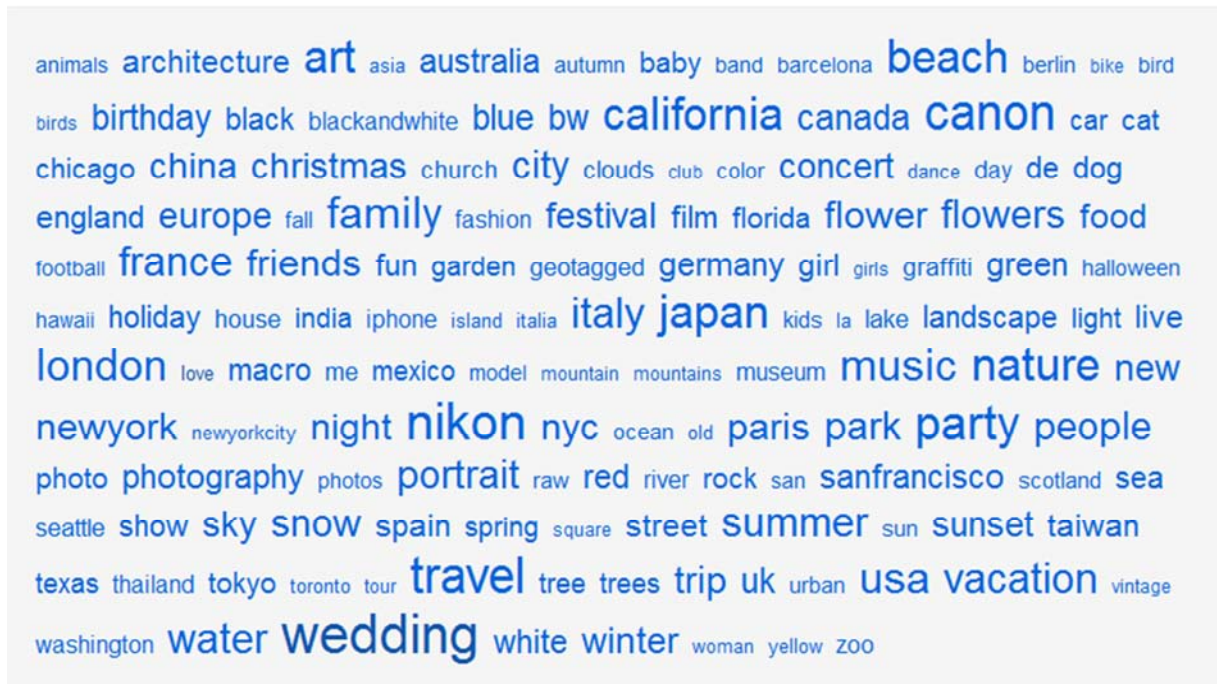 animals architecture art asia australia autumn baby band barcelona beach berlin bike bird
birds birthday black blackandwhite blue bw california canada canon car cat
chicago china christmas church city clouds club color concert dance day de dog
england europe fall family fashion festival film florida flower flowers food
football france friends fun garden geotagged germany girl girls graffiti green halloween
hawaii holiday house india iphone island italia italy japan kids la lake landscape light live
london love macro me mexico model mountain mountains museum music nature new
newyork newyorkcity night nikon nyc ocean old paris park party people
photo photography photos portrait raw red river rock san sanfrancisco scotland sea
seattle show sky snow spain spring square street summer sun sunset taiwan
texas thailand tokyo toronto tour travel tree trees trip uk urban usa vacation vintage
washington water wedding white winter woman yellow zoo